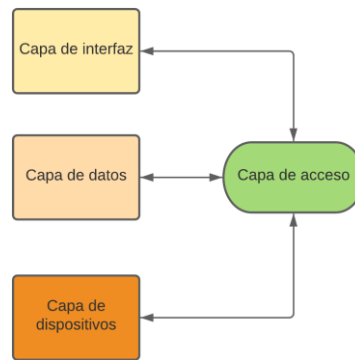 Capa de interfaz
Capa de datos
Capa de acceso
Capa de
dispositivos